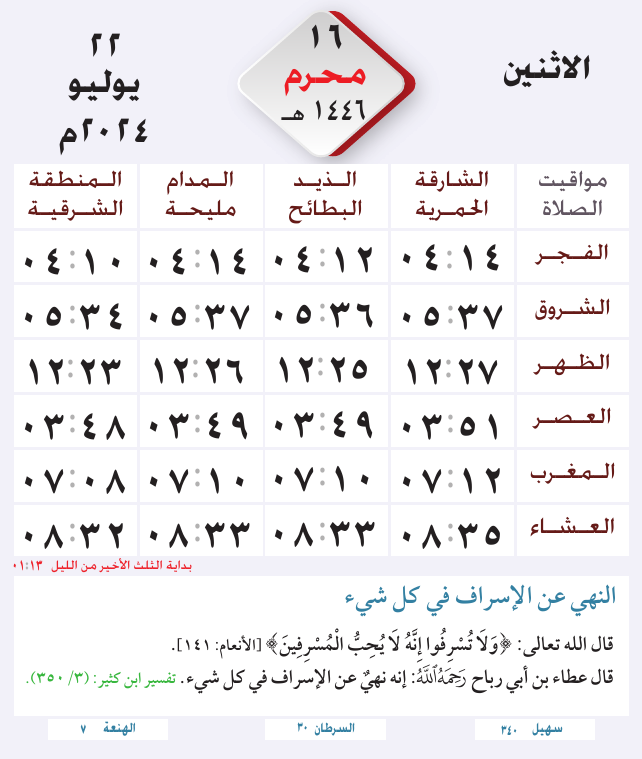 الاثنين
١٦
محرم
١٤٤٦ هـ
٢٢
يوليو
٢٠٢٤م
مواقيت الصلاة | الشارقة الحمرية | الذيد البطائح | المدام مليحة | المنطقة الشرقية
الفجر ٠٤:١٤ ٠٤:١٢ ٠٤:١٤ ٠٤:١٠
الشروق ٠٥:٣٧ ٠٥:٣٦ ٠٥:٣٧ ٠٥:٣٤
الظهر ١٢:٢٧ ١٢:٢٥ ١٢:٢٦ ١٢:٢٣
العصر ٠٣:٥١ ٠٣:٤٩ ٠٣:٤٩ ٠٣:٤٨
المغرب ٠٧:١٢ ٠٧:١٠ ٠٧:١٠ ٠٧:٠٨
العشاء ٠٨:٣٥ ٠٨:٣٣ ٠٨:٣٣ ٠٨:٣٢
بداية الثلث الأخير من الليل ٠١:١٣
النهي عن الإسراف في كل شيء
قال الله تعالى: ﴿وَلَا تُسْرِفُوا إِنَّهُ لَا يُحِبُّ الْمُسْرِفِينَ﴾ [الأنعام: ١٤١].
قال عطاء بن أبي رباح رَحِمَهُ ٱللَّهُ: إنه نهيٌ عن الإسراف في كل شيء. تفسير ابن كثير: (٣/ ٣٥٠).
سهيل ٣٤٠
السرطان ٣٠
الهنعة ٧